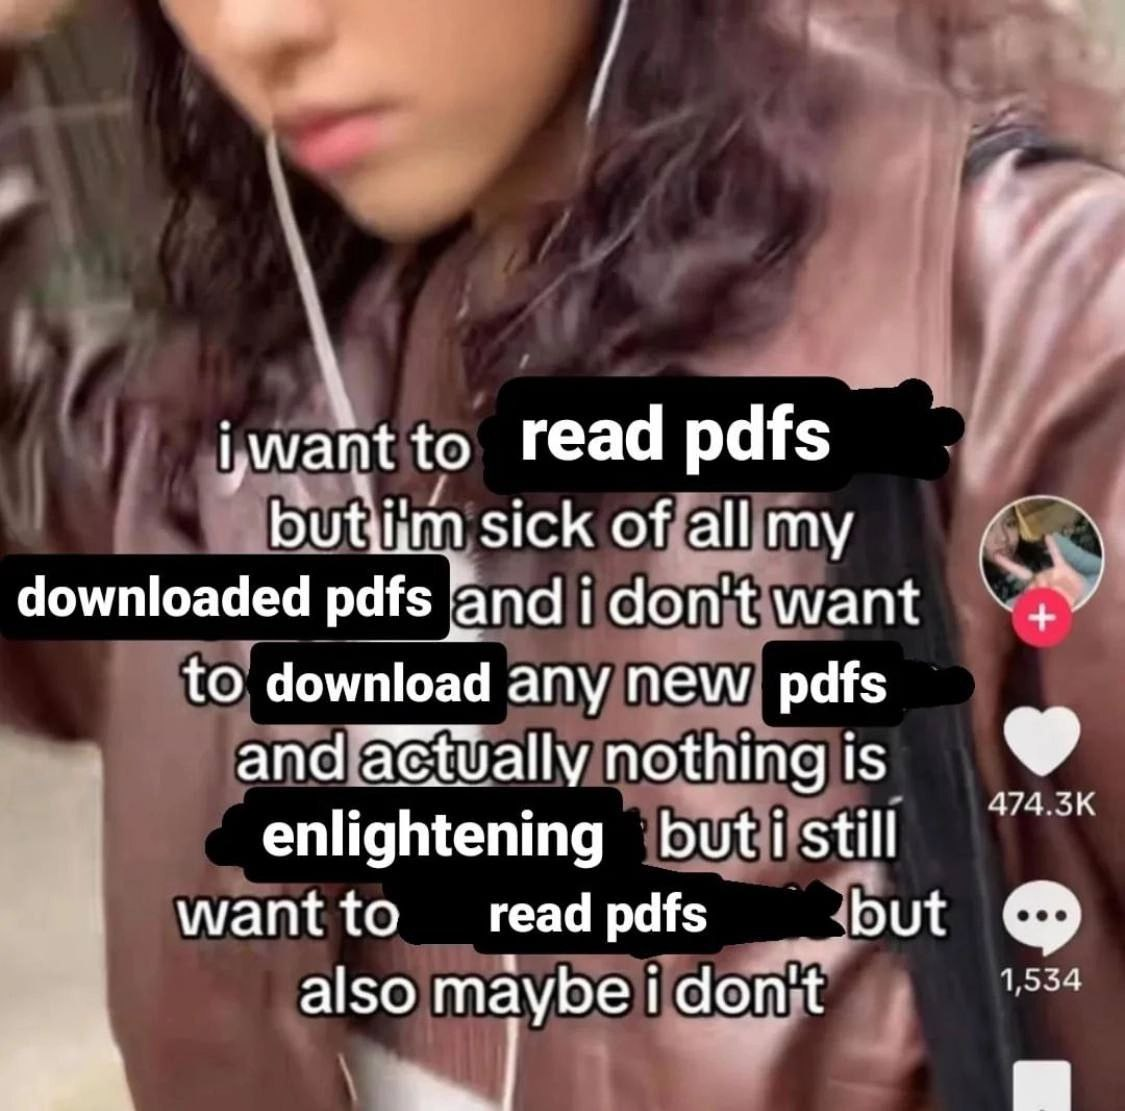 i want to read pdfs
but i'm sick of all my
downloaded pdfs and i don't want
to download any new pdfs
and actually nothing is
enlightening but i still
want to read pdfs but
also maybe i don't
474.3K
1,534